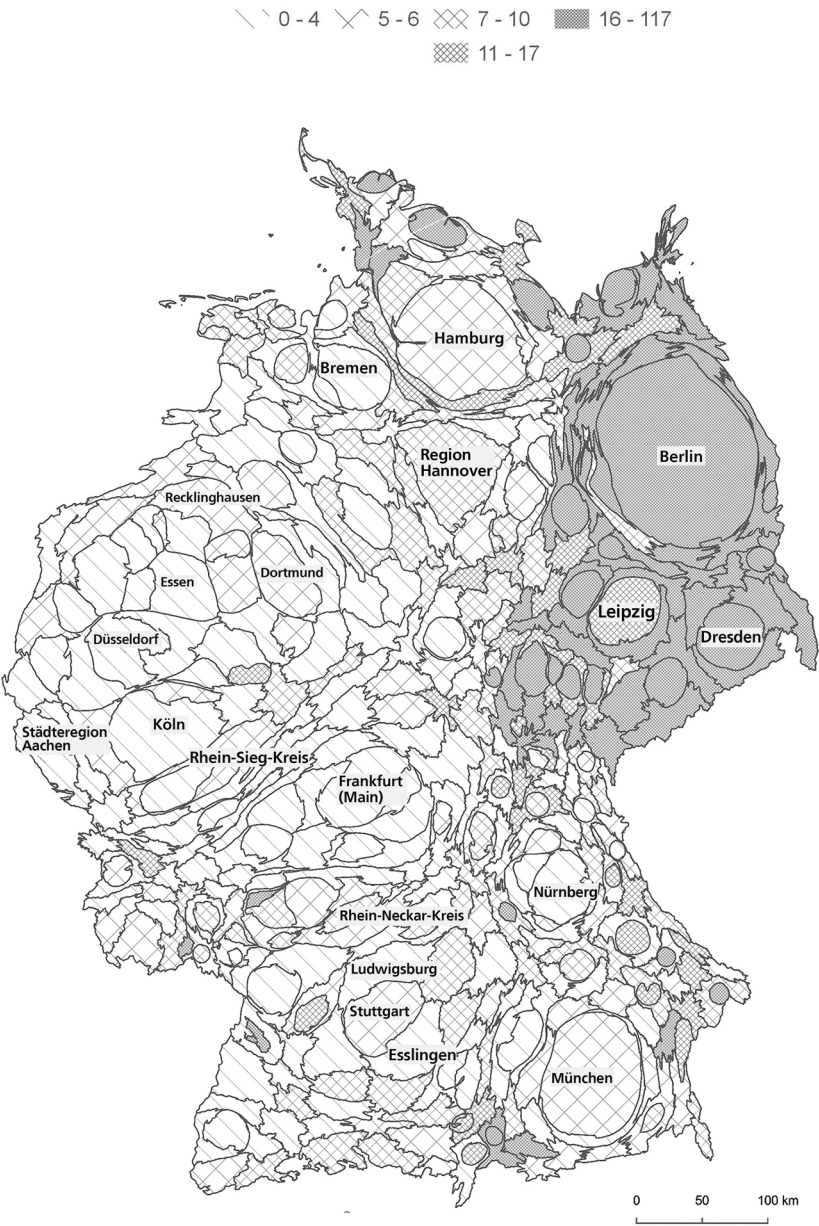 0 - 4 5 - 6 7 - 10 16 - 117
11 - 17
Hamburg
Bremen
Region
Hannover
Berlin
Recklinghausen
Essen
Dortmund
Leipzig
Düsseldorf
Dresden
Köln
Städteregion
Aachen
Rhein-Sieg-Kreis
Frankfurt
(Main)
Nürnberg
Rhein-Neckar-Kreis
Ludwigsburg
Stuttgart
Esslingen
München
0 50 100 km